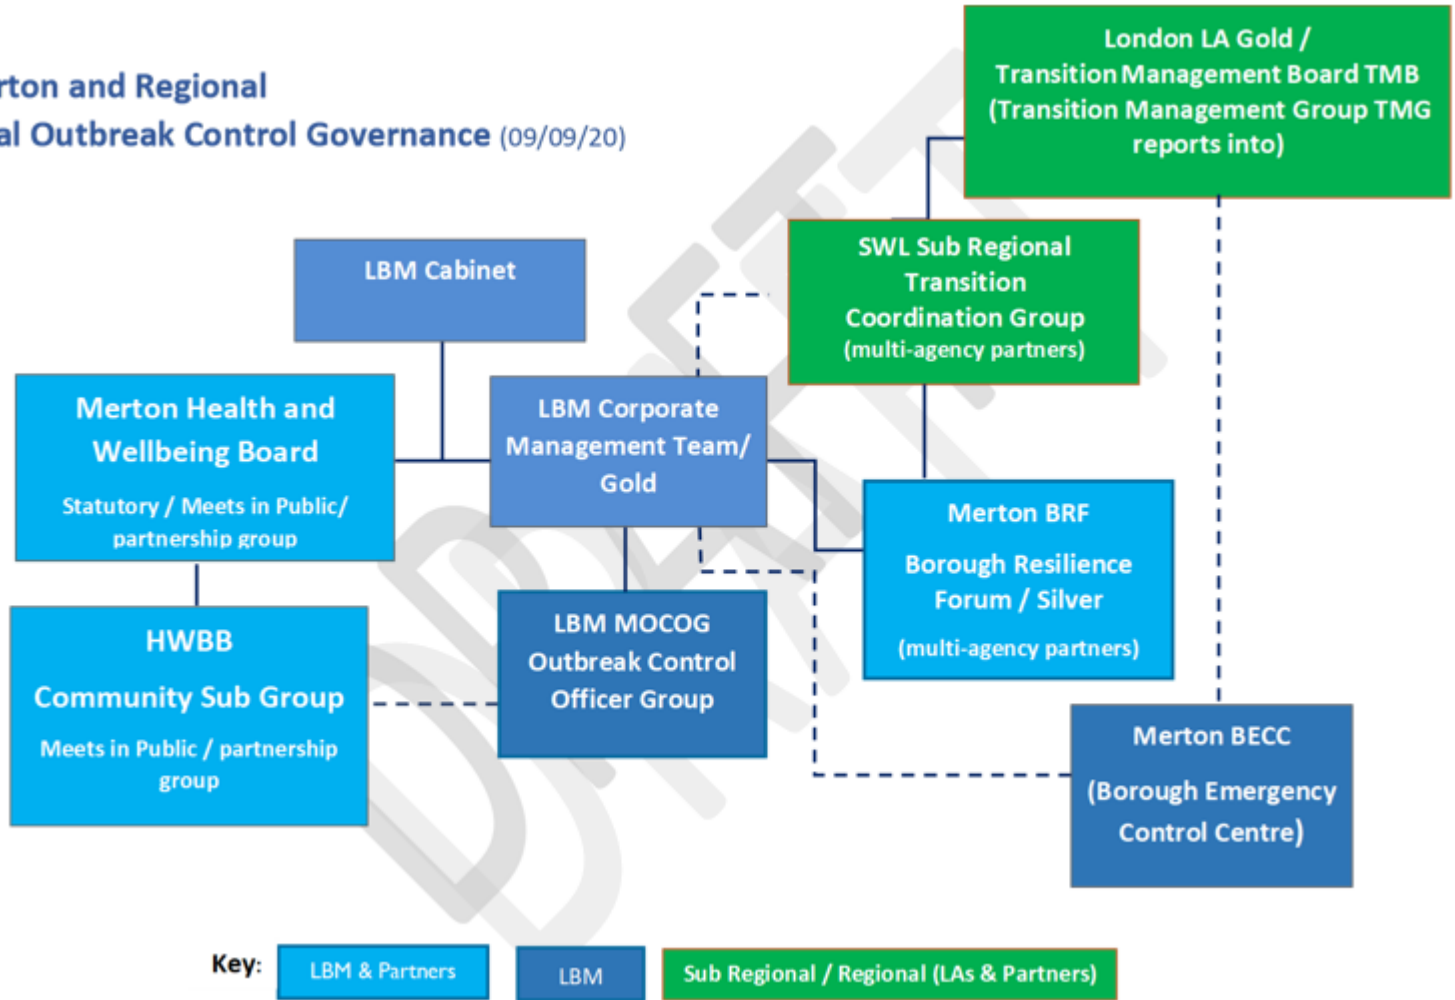 rton and Regional
al Outbreak Control Governance (09/09/20)
London LA Gold /
Transition Management Board TMB
(Transition Management Group TMG
reports into)
SWL Sub Regional
Transition
Coordination Group
(multi-agency partners)
LBM Cabinet
Merton Health and
Wellbeing Board
Statutory / Meets in Public/
partnership group
LBM Corporate
Management Team/
Gold
Merton BRF
Borough Resilience
Forum / Silver
(multi-agency partners)
HWBB
Community Sub Group
Meets in Public / partnership
group
LBM MOCOG
Outbreak Control
Officer Group
Merton BECC
(Borough Emergency
Control Centre)
DRAFT
Key:
LBM & Partners
LBM
Sub Regional / Regional (LAs & Partners)